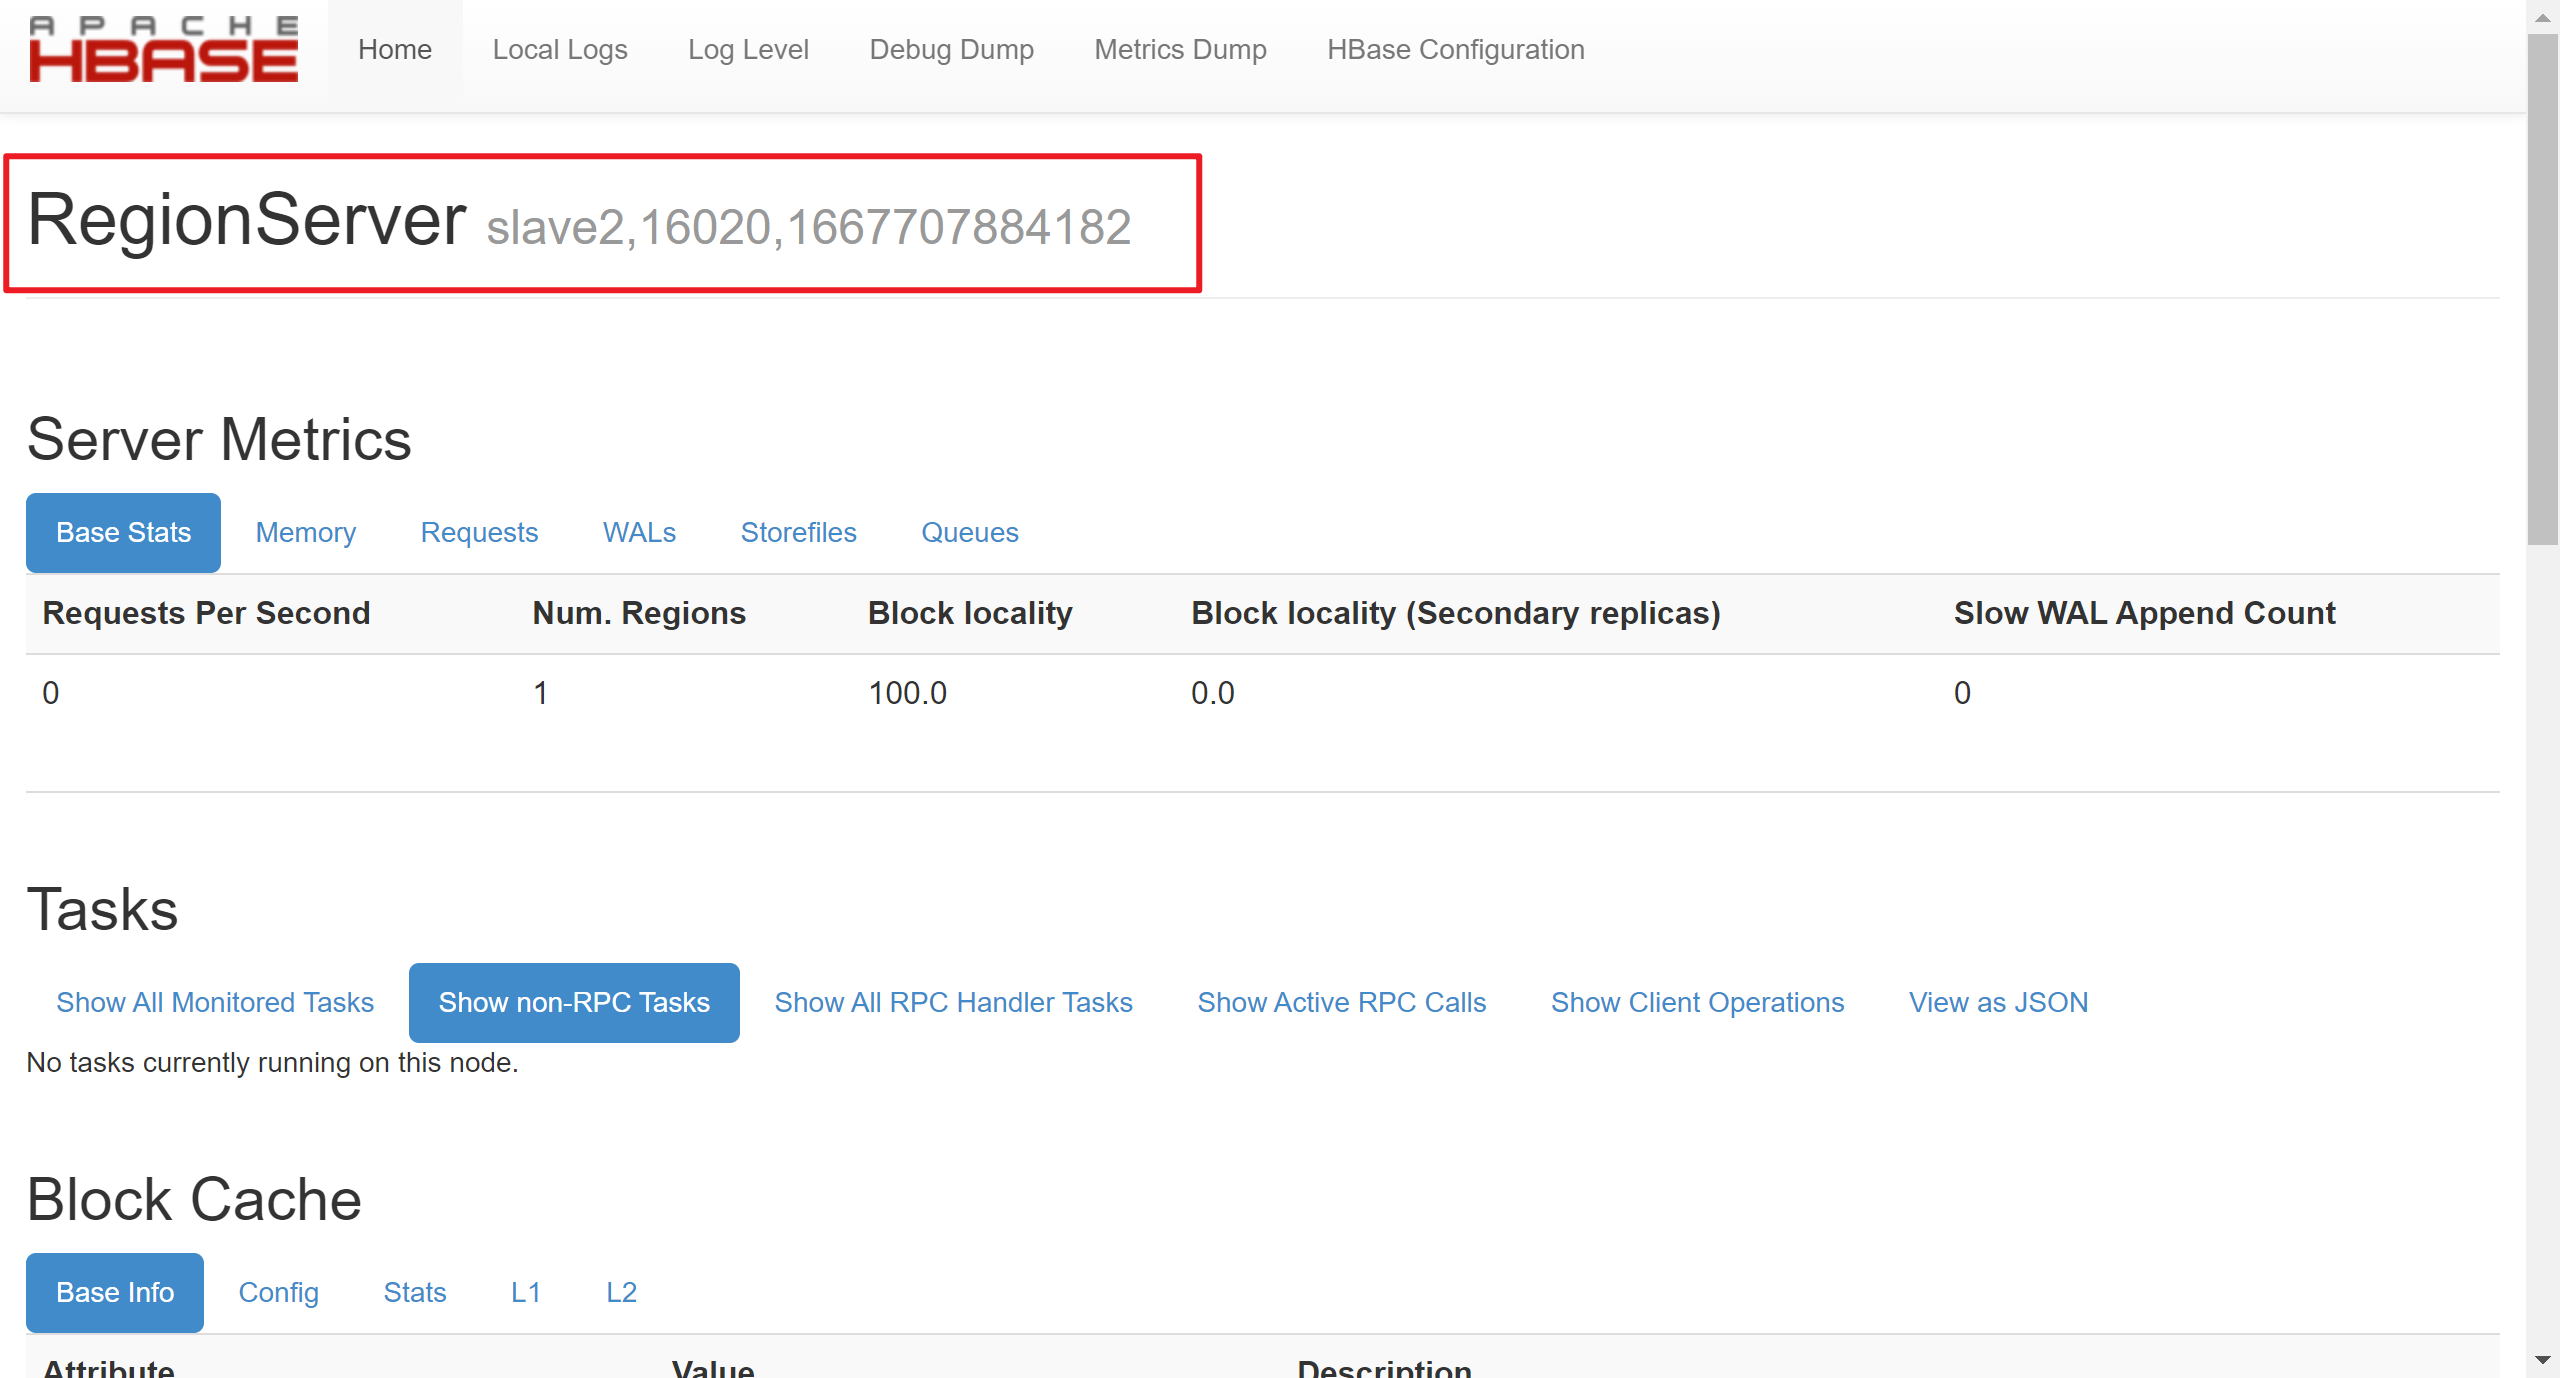 APACHE
HBASE
Home Local Logs Log Level Debug Dump Metrics Dump HBase Configuration
RegionServer slave2,16020,1667707884182
Server Metrics
Base Stats Memory Requests WALs Storefiles Queues
Requests Per Second Num. Regions Block locality Block locality (Secondary replicas) Slow WAL Append Count
0 1 100.0 0.0 0
Tasks
Show All Monitored Tasks Show non-RPC Tasks Show All RPC Handler Tasks Show Active RPC Calls Show Client Operations View as JSON
No tasks currently running on this node.
Block Cache
Base Info Config Stats L1 L2
Attribute Value Description